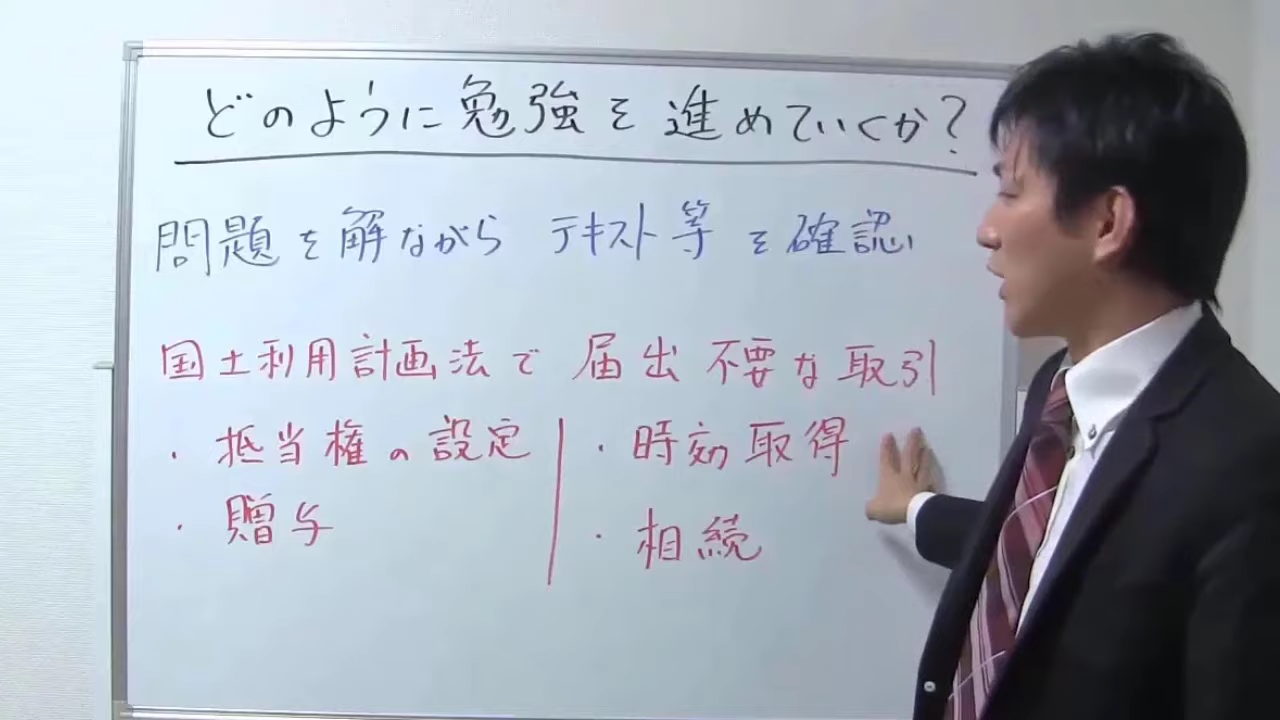 どのように勉強を進めていくか?
問題を解ながら テキスト等を確認
国土利用計画法で 届出不要な取引
・抵当権の設定
・贈与
・時効取得
・相続